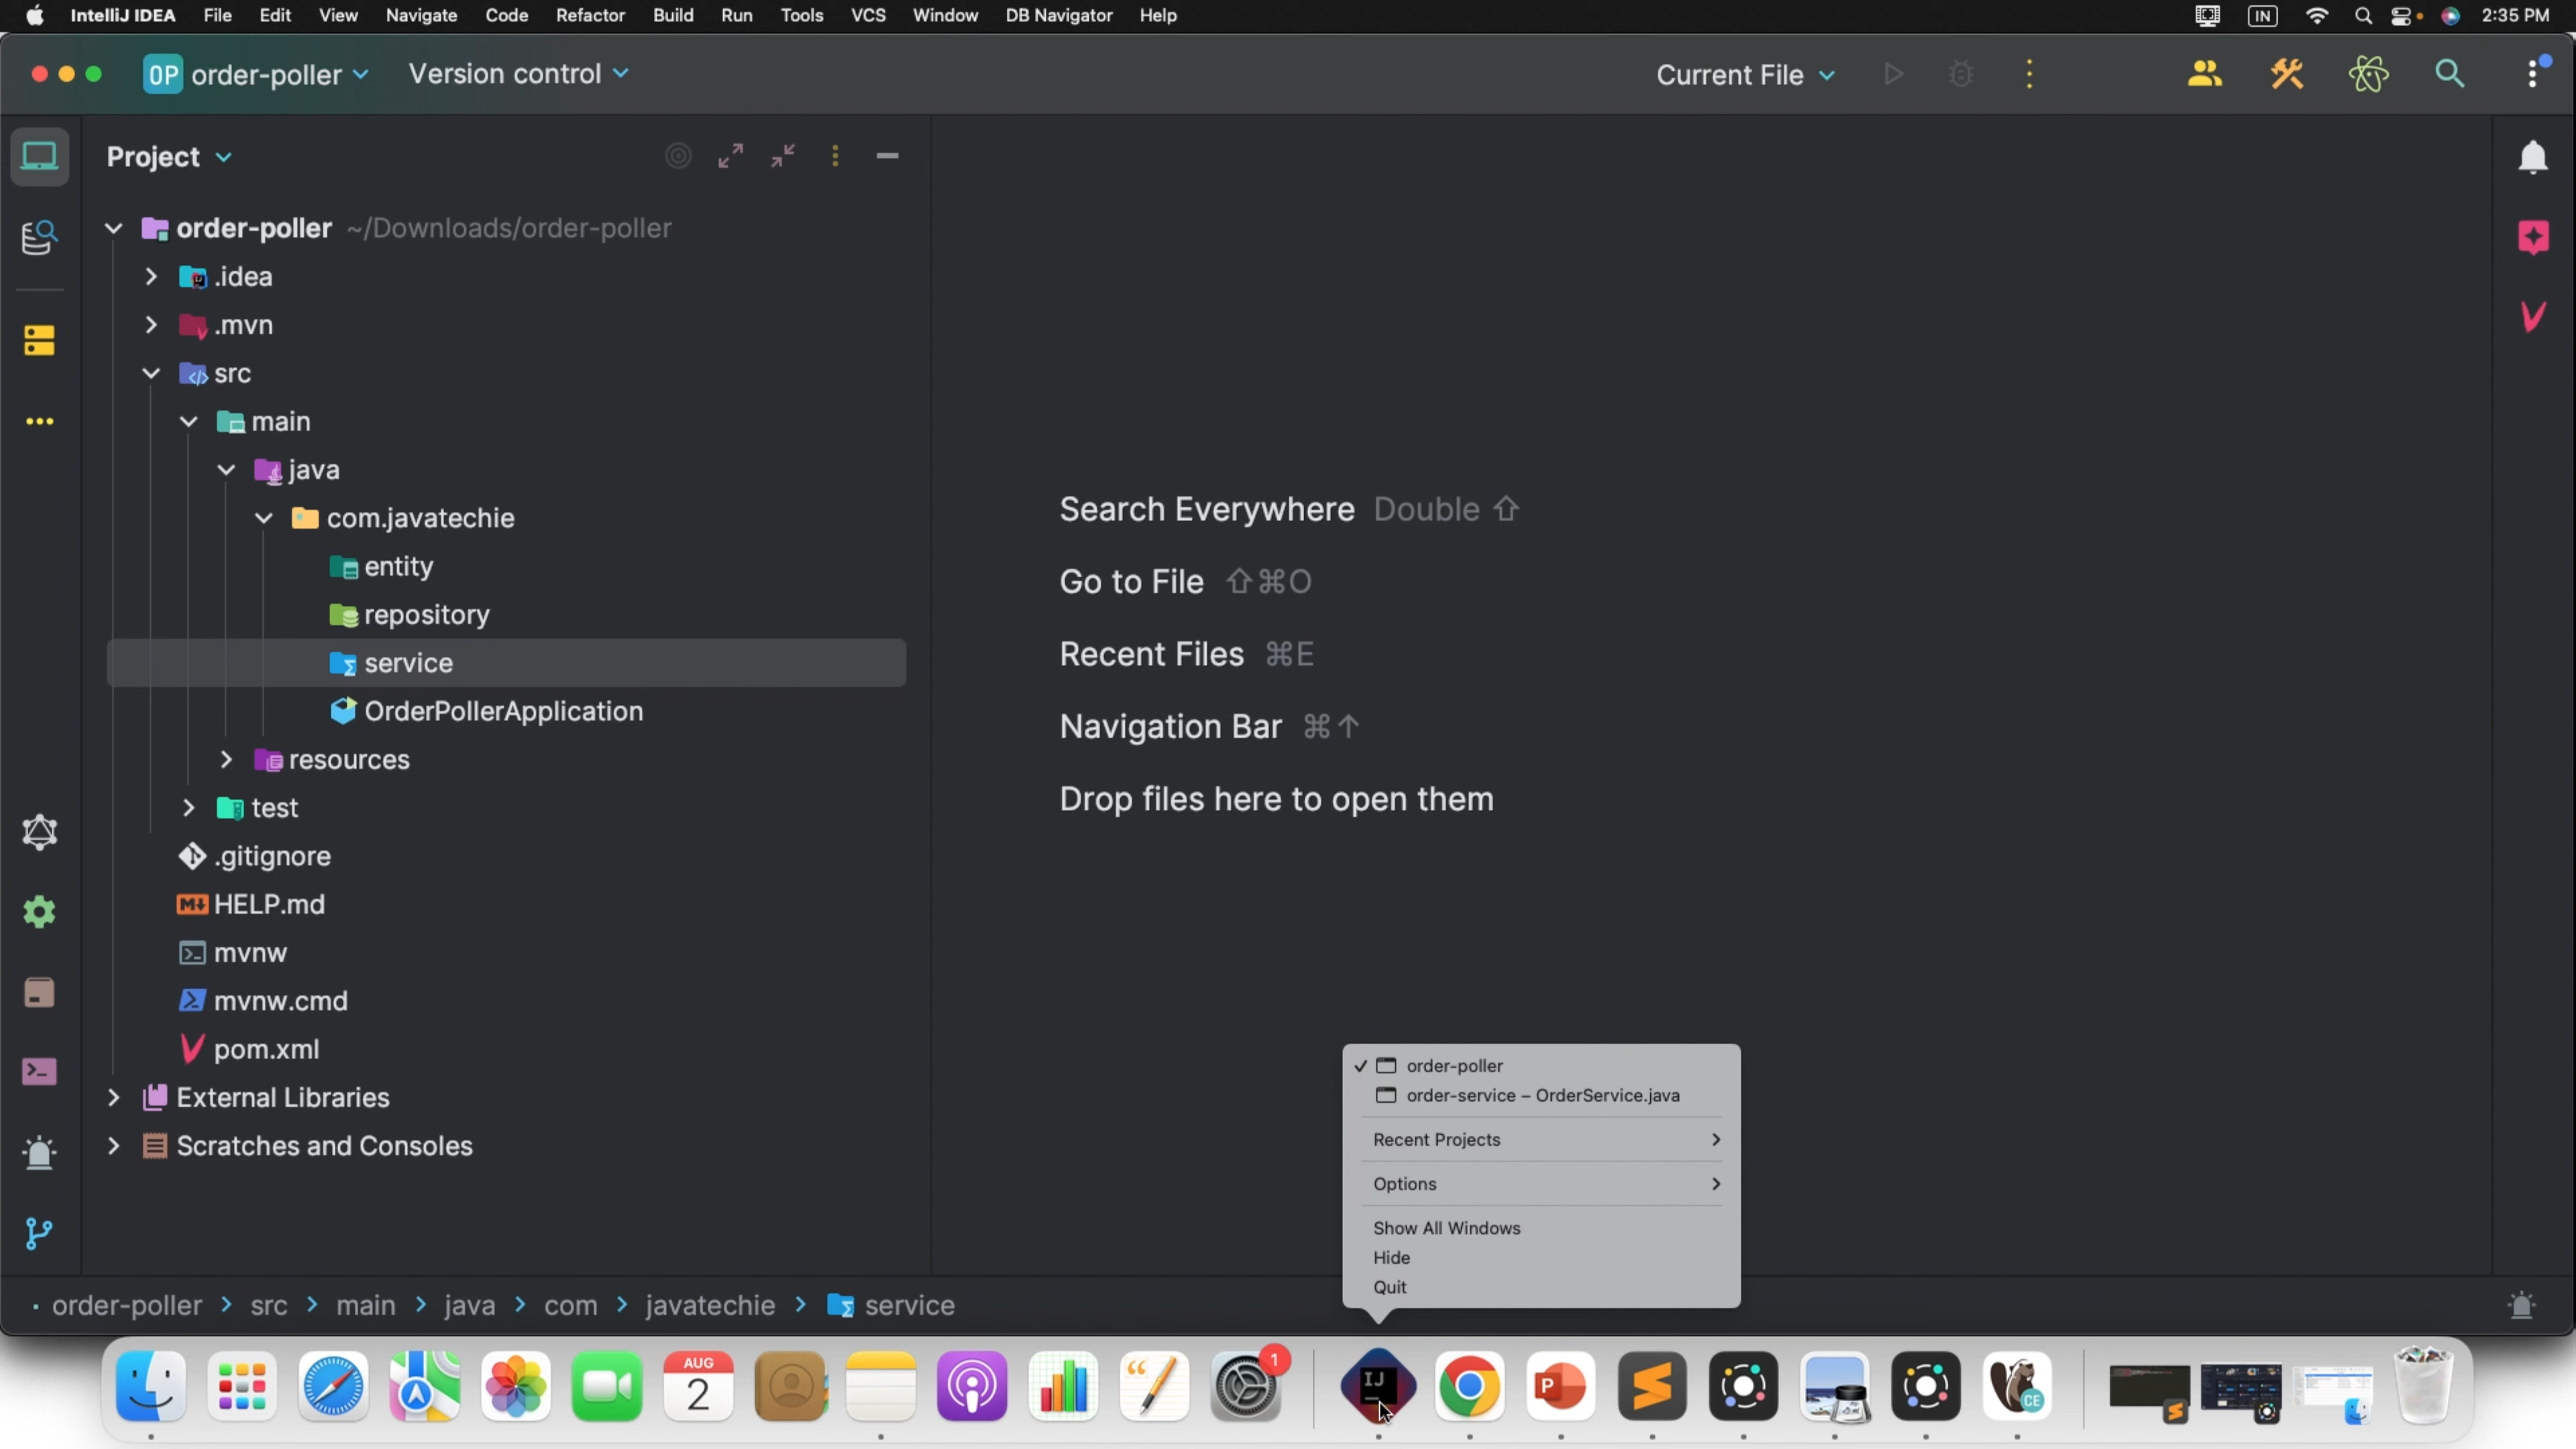 IntelliJ IDEA File Edit View Navigate Code Refactor Build Run Tools VCS Window DB Navigator Help IN 2:35 PM
OP order-poller Version control Current File
Project
order-poller ~/Downloads/order-poller
.idea
.mvn
src
main
java
com.javatechie
entity
repository
service
OrderPollerApplication
resources
test
.gitignore
M↓ HELP.md
mvnw
mvnw.cmd
pom.xml
External Libraries
Scratches and Consoles
Search Everywhere Double ⇧
Go to File ⇧⌘O
Recent Files ⌘E
Navigation Bar ⌘↑
Drop files here to open them
✓ order-poller
order-service – OrderService.java
Recent Projects
Options
Show All Windows
Hide
Quit
order-poller > src > main > java > com > javatechie > service
AUG
2
1
IJ
P
CE